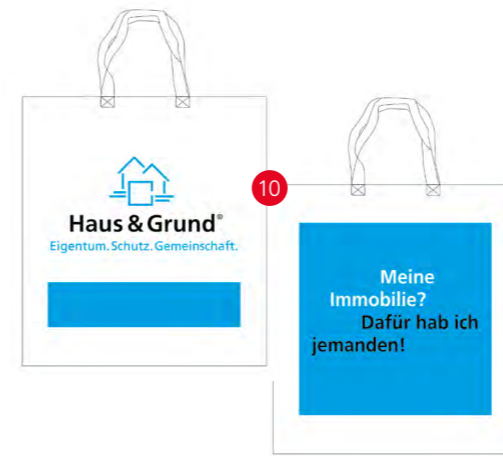 Haus & Grund®
Eigentum. Schutz. Gemeinschaft.
10
Meine
Immobilie?
Dafür hab ich
jemanden!